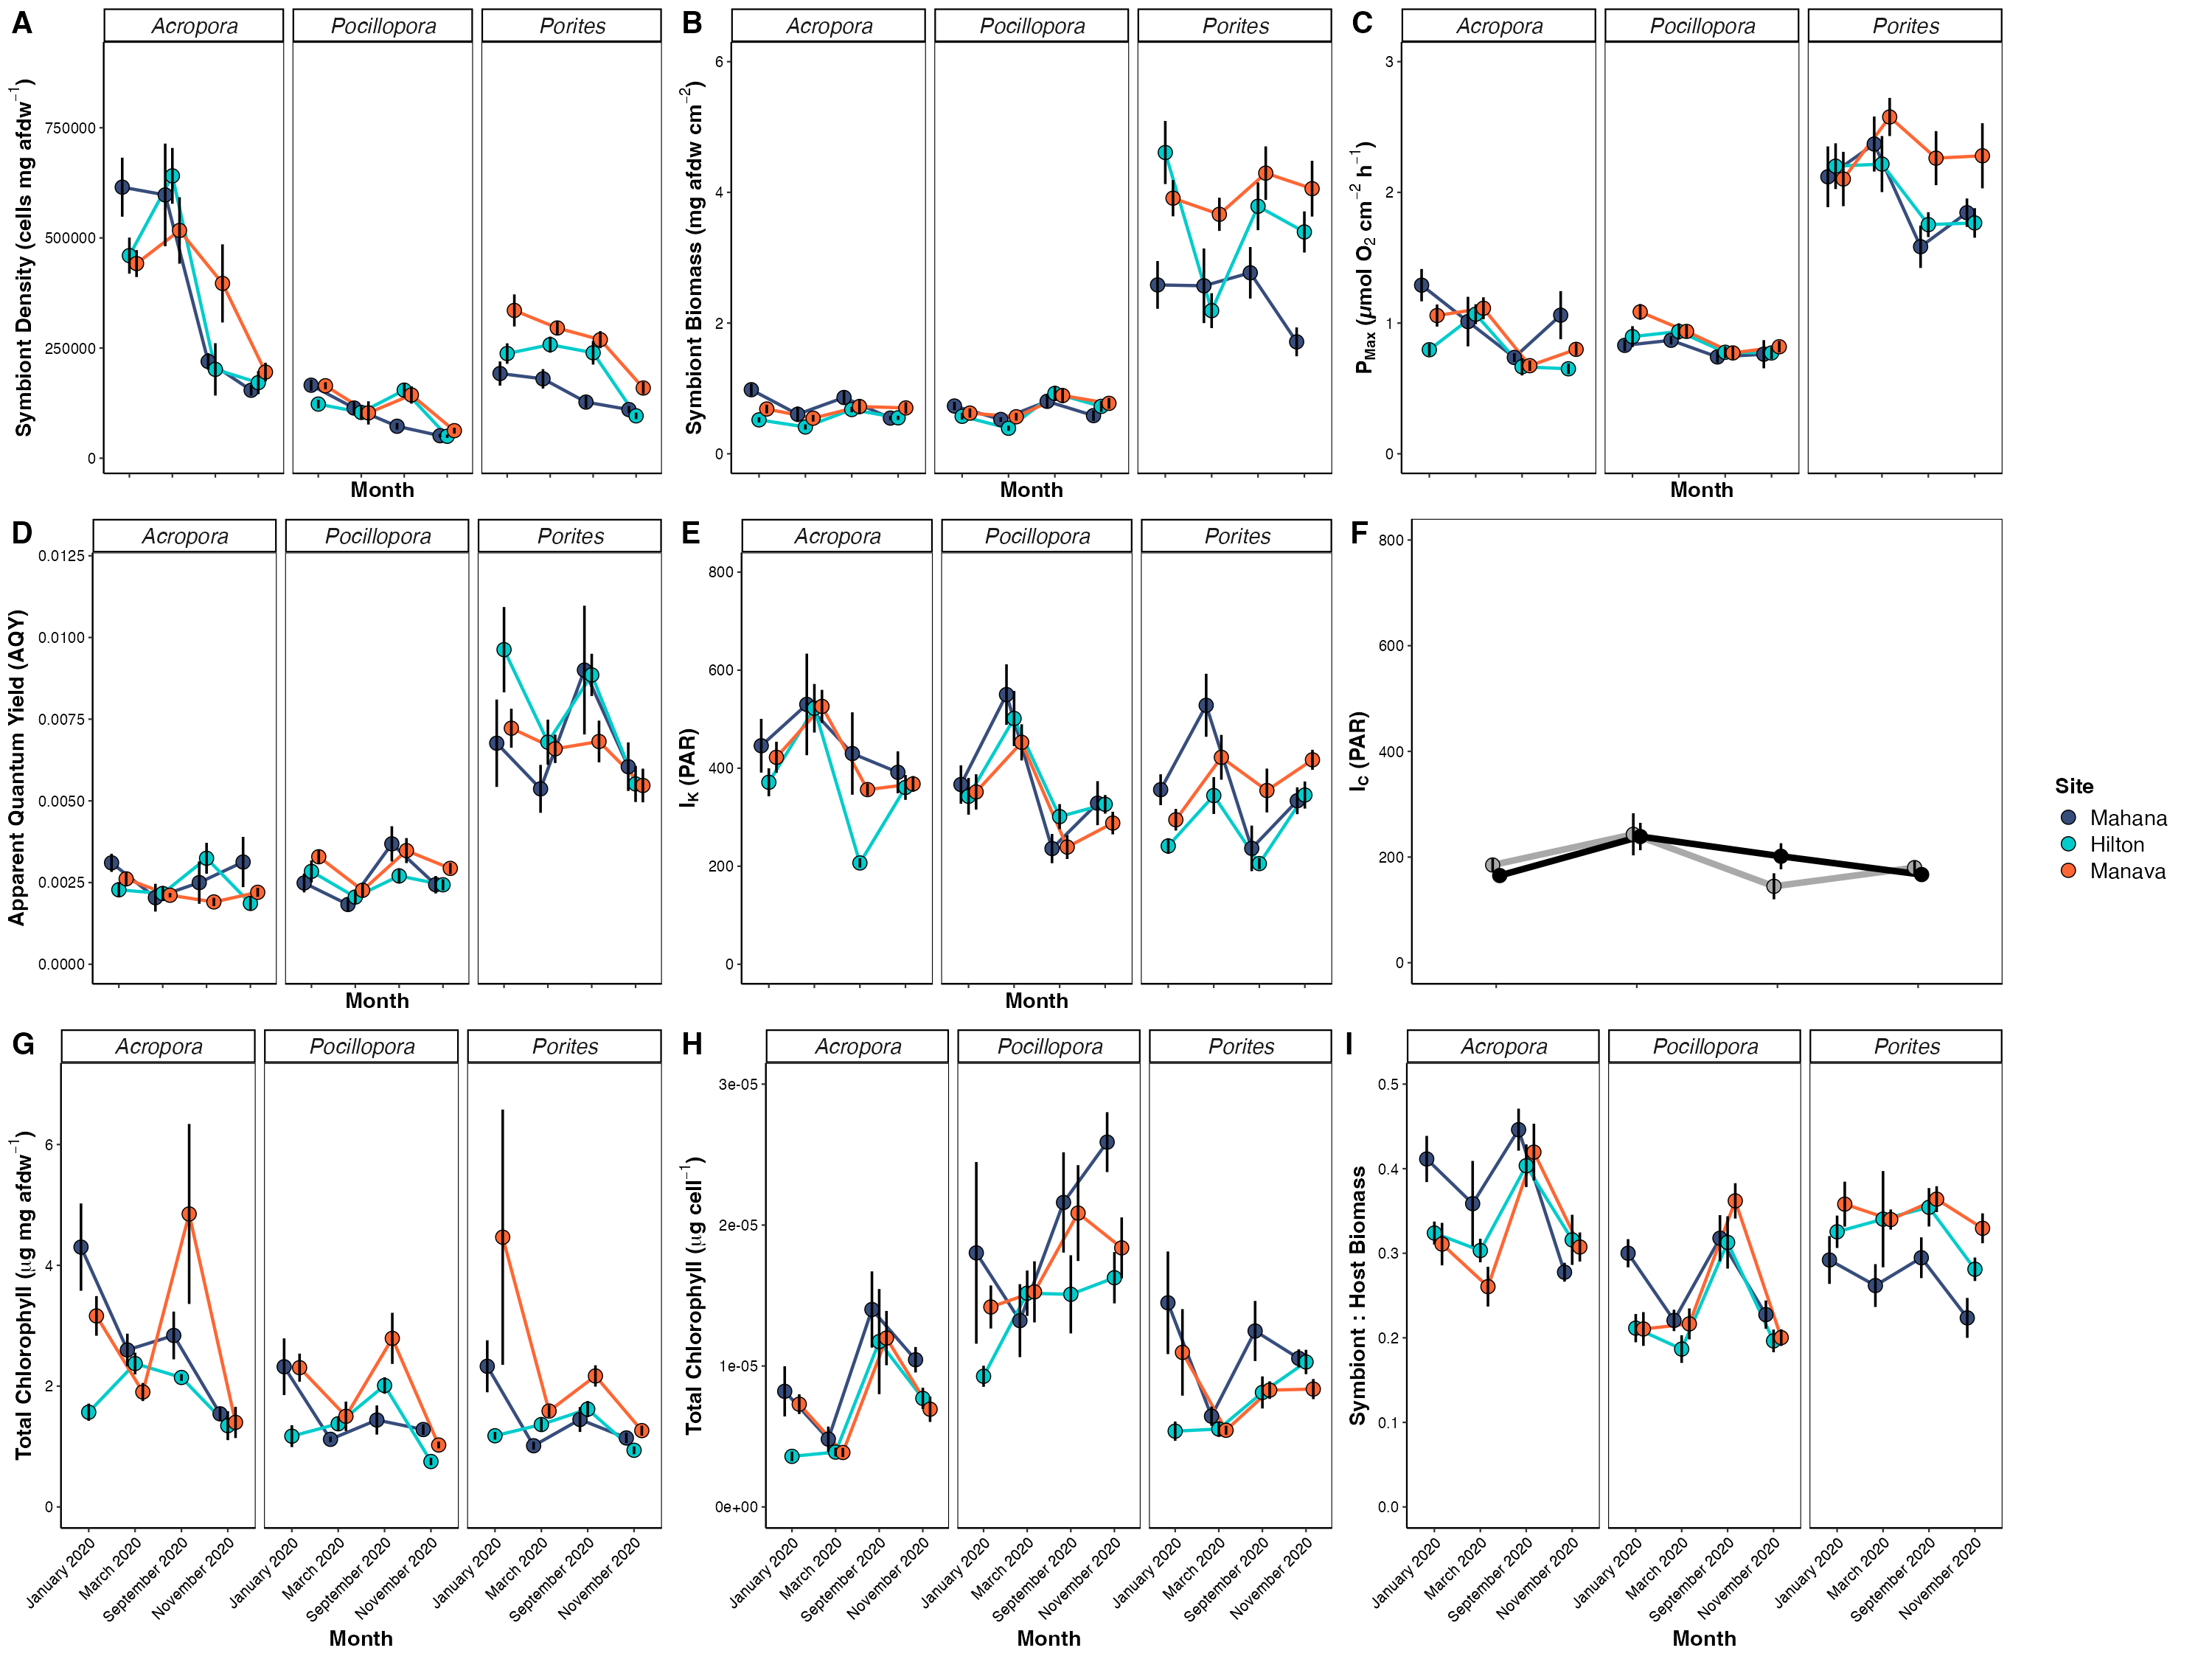 A
Acropora
Pocillopora
Porites
Symbiont Density (cells mg afdw⁻¹)
750000
500000
250000
0
Month
B
Acropora
Pocillopora
Porites
Symbiont Biomass (mg afdw cm⁻²)
6
4
2
0
Month
C
Acropora
Pocillopora
Porites
P_Max (μmol O₂ cm⁻² h⁻¹)
3
2
1
0
Month
D
Acropora
Pocillopora
Porites
Apparent Quantum Yield (AQY)
0.0125
0.0100
0.0075
0.0050
0.0025
0.0000
Month
E
Acropora
Pocillopora
Porites
I_K (PAR)
800
600
400
200
0
Month
F
I_C (PAR)
800
600
400
200
0
Site
Mahana
Hilton
Manava
G
Acropora
Pocillopora
Porites
Total Chlorophyll (μg mg afdw⁻¹)
6
4
2
0
January 2020
March 2020
September 2020
November 2020
January 2020
March 2020
September 2020
November 2020
January 2020
March 2020
September 2020
November 2020
Month
H
Acropora
Pocillopora
Porites
Total Chlorophyll (μg cell⁻¹)
3e-05
2e-05
1e-05
0e+00
January 2020
March 2020
September 2020
November 2020
January 2020
March 2020
September 2020
November 2020
January 2020
March 2020
September 2020
November 2020
Month
I
Acropora
Pocillopora
Porites
Symbiont : Host Biomass
0.5
0.4
0.3
0.2
0.1
0.0
January 2020
March 2020
September 2020
November 2020
January 2020
March 2020
September 2020
November 2020
January 2020
March 2020
September 2020
November 2020
Month